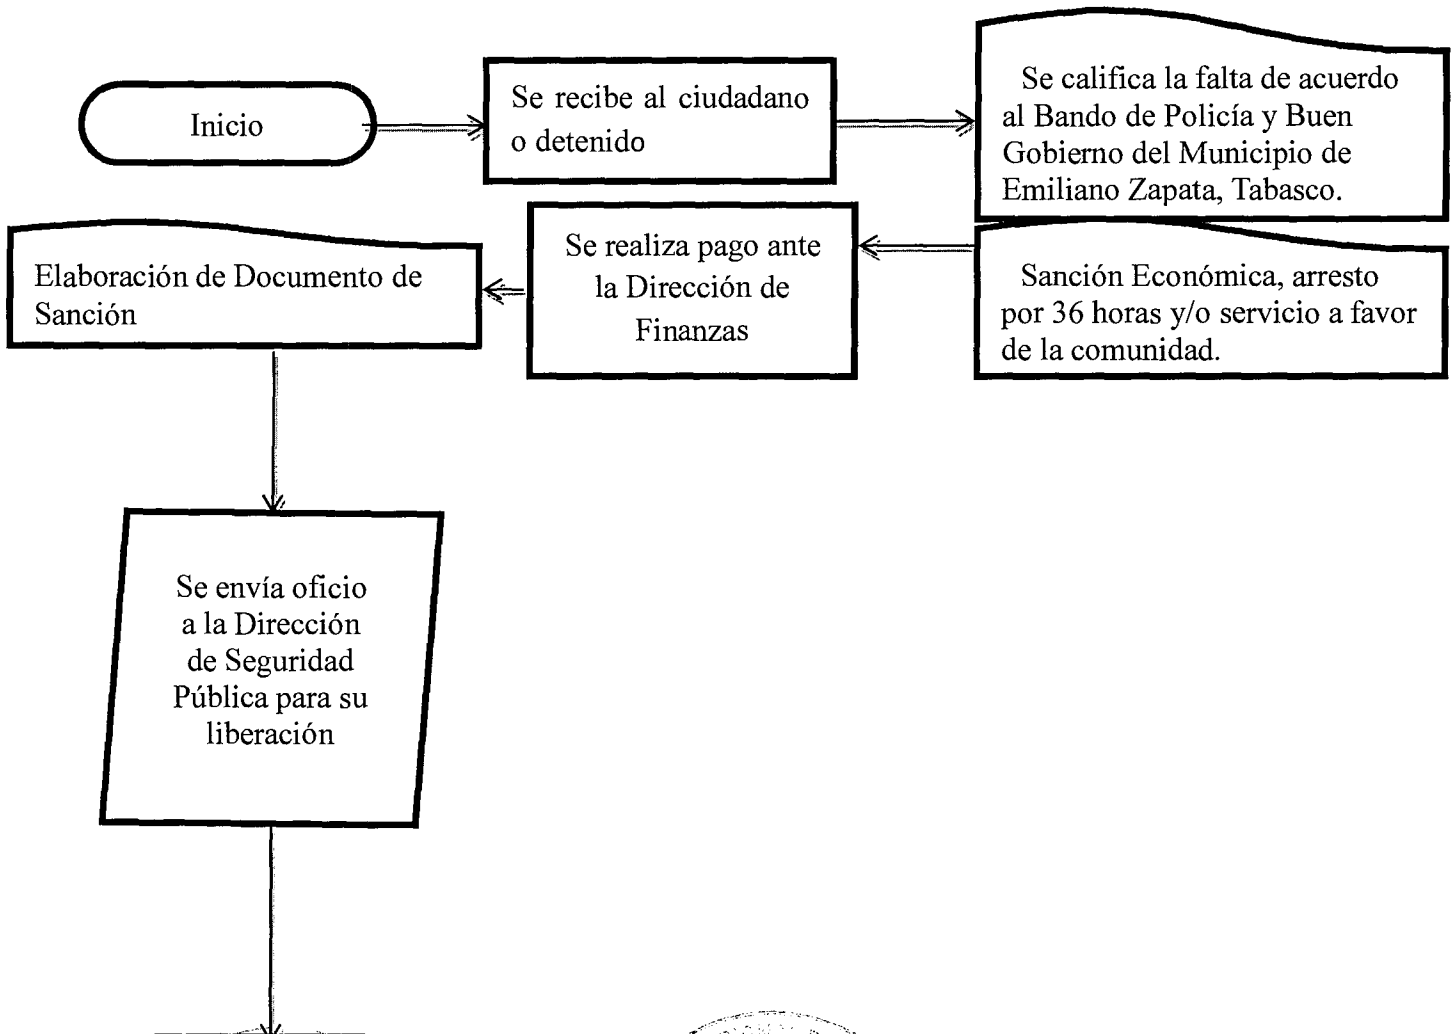 Inicio
Se recibe al ciudadano
o detenido
Se califica la falta de acuerdo
al Bando de Policía y Buen
Gobierno del Municipio de
Emiliano Zapata, Tabasco.
Sanción Económica, arresto
por 36 horas y/o servicio a favor
de la comunidad.
Se realiza pago ante
la Dirección de
Finanzas
Elaboración de Documento de
Sanción
Se envía oficio
a la Dirección
de Seguridad
Pública para su
liberación